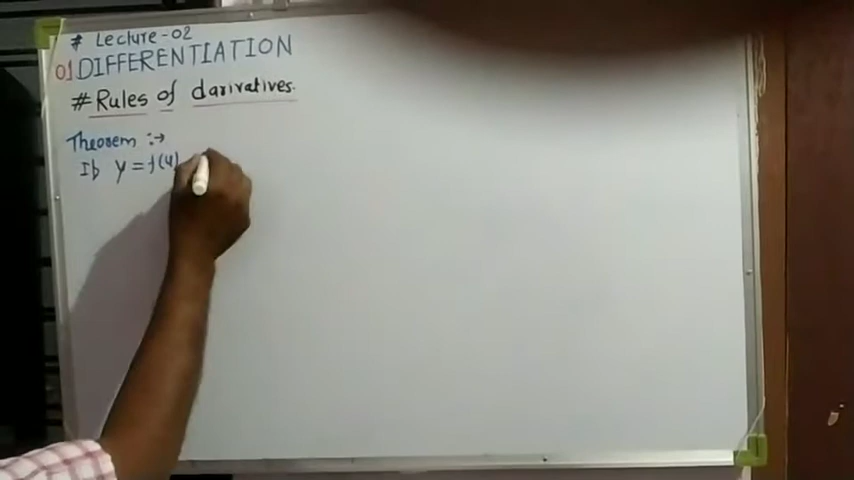 # Lecture-02
01 DIFFERENTIATION
# Rules of darivatives.
Theorem :→
If y = f(u)